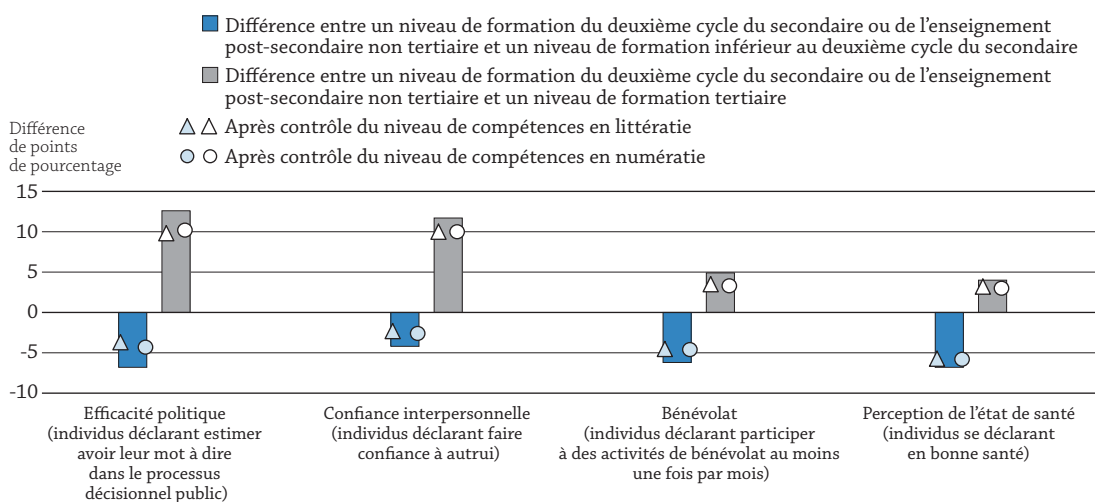 Différence entre un niveau de formation du deuxième cycle du secondaire ou de l'enseignement
post-secondaire non tertiaire et un niveau de formation inférieur au deuxième cycle du secondaire
Différence entre un niveau de formation du deuxième cycle du secondaire ou de l'enseignement
post-secondaire non tertiaire et un niveau de formation tertiaire
Après contrôle du niveau de compétences en littératie
Après contrôle du niveau de compétences en numératie
Différence
de points
de pourcentage
15
10
5
0
-5
-10
Efficacité politique
(individus déclarant estimer
avoir leur mot à dire
dans le processus
décisionnel public)
Confiance interpersonnelle
(individus déclarant faire
confiance à autrui)
Bénévolat
(individus déclarant participer
à des activités de bénévolat au moins
une fois par mois)
Perception de l'état de santé
(individus se déclarant
en bonne santé)